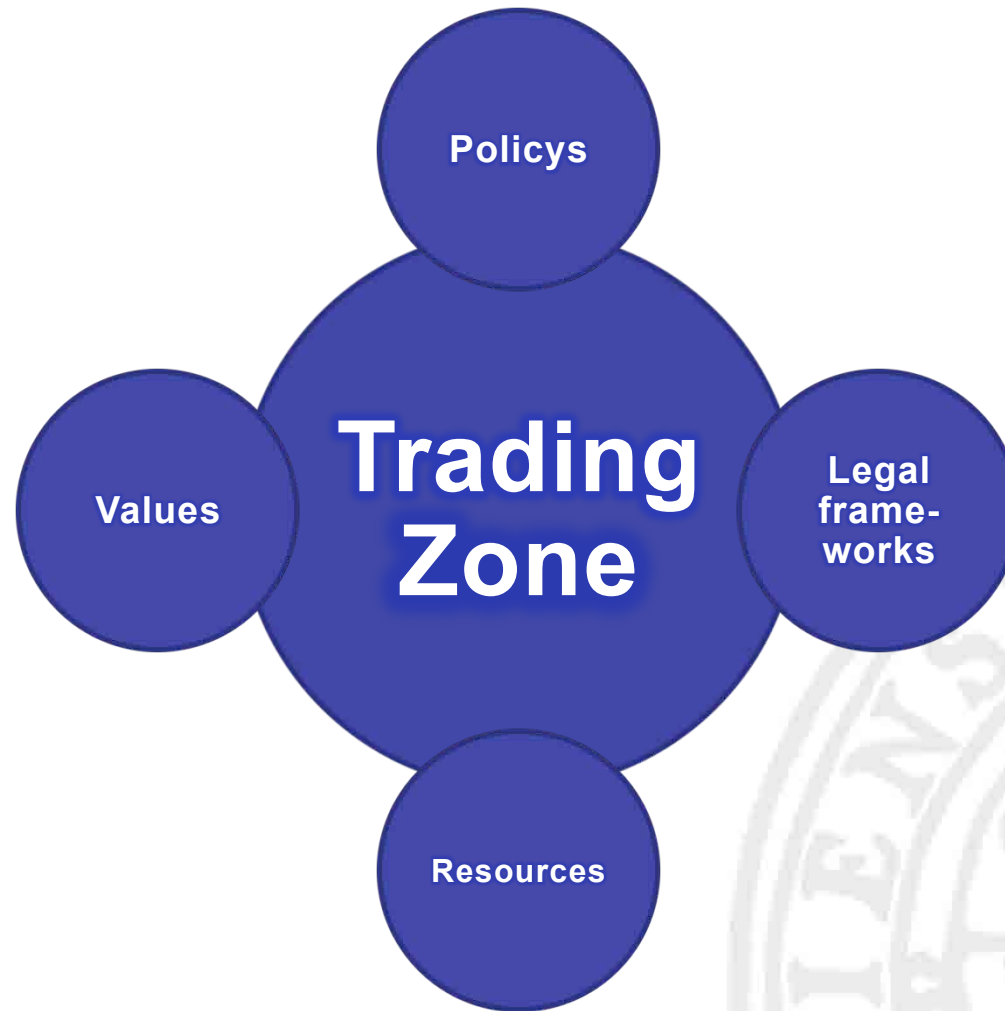 Policys
Values
Trading
Zone
Legal
frame-
works
Resources